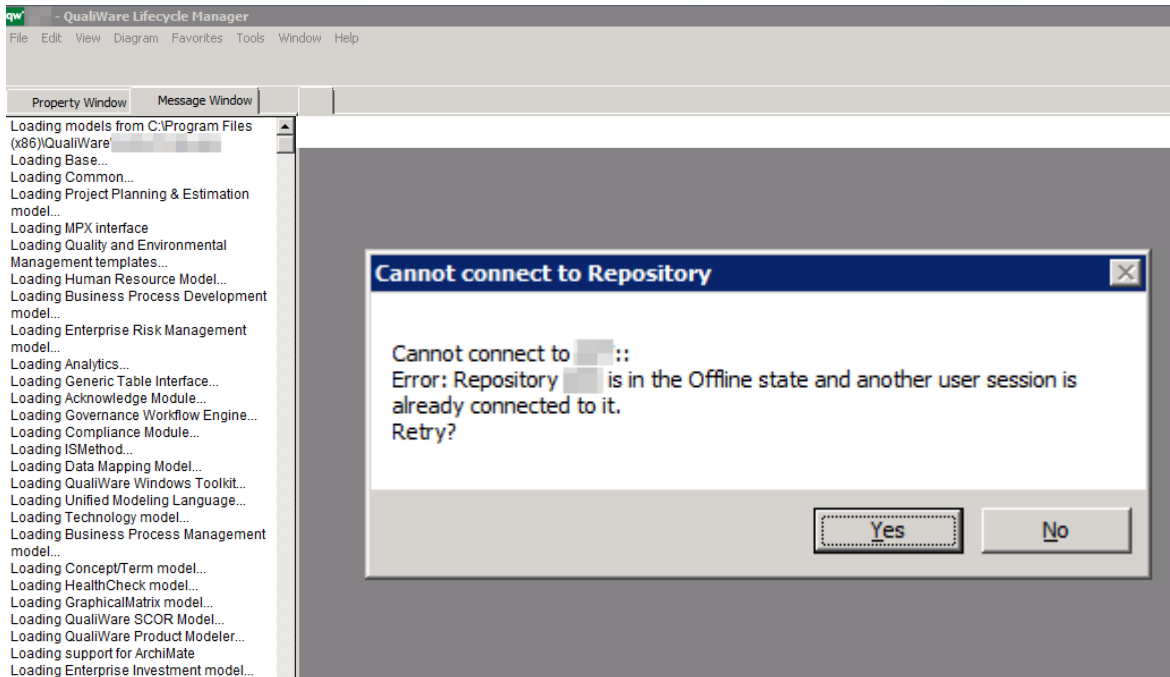 qw - QualiWare Lifecycle Manager
File Edit View Diagram Favorites Tools Window Help
Property Window Message Window
Loading models from C:\Program Files
(x86)\QualiWare\
Loading Base...
Loading Common...
Loading Project Planning & Estimation
model...
Loading MPX interface
Loading Quality and Environmental
Management templates...
Loading Human Resource Model...
Loading Business Process Development
model...
Loading Enterprise Risk Management
model...
Loading Analytics...
Loading Generic Table Interface...
Loading Acknowledge Module...
Loading Governance Workflow Engine...
Loading Compliance Module...
Loading ISMethod...
Loading Data Mapping Model...
Loading QualiWare Windows Toolkit...
Loading Unified Modeling Language...
Loading Technology model...
Loading Business Process Management
model...
Loading Concept/Term model...
Loading HealthCheck model...
Loading GraphicalMatrix model...
Loading QualiWare SCOR Model...
Loading QualiWare Product Modeler...
Loading support for ArchiMate
Loading Enterprise Investment model...
Cannot connect to Repository
Cannot connect to ::
Error: Repository is in the Offline state and another user session is
already connected to it.
Retry?
Yes No